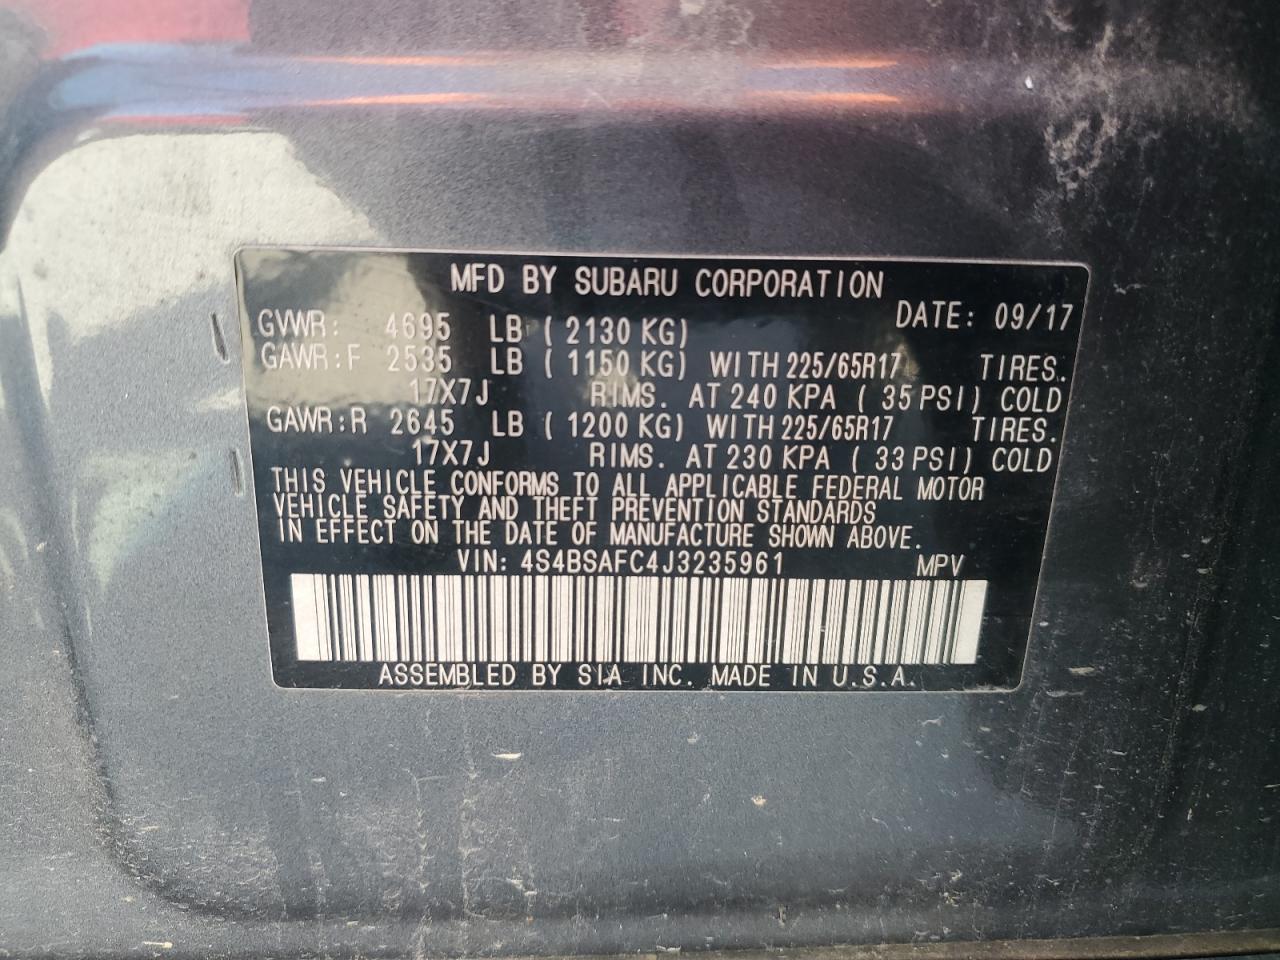 MFD BY SUBARU CORPORATION
DATE: 09/17
GVWR: 4695 LB ( 2130 KG)
GAWR:F 2535 LB ( 1150 KG) WITH 225/65R17 TIRES.
17X7J RIMS. AT 240 KPA ( 35 PSI) COLD
GAWR:R 2645 LB ( 1200 KG) WITH 225/65R17 TIRES.
17X7J RIMS. AT 230 KPA ( 33 PSI) COLD
THIS VEHICLE CONFORMS TO ALL APPLICABLE FEDERAL MOTOR
VEHICLE SAFETY AND THEFT PREVENTION STANDARDS
IN EFFECT ON THE DATE OF MANUFACTURE SHOWN ABOVE.
VIN: 4S4BSAFC4J3235961 MPV
ASSEMBLED BY SIA INC. MADE IN U.S.A.